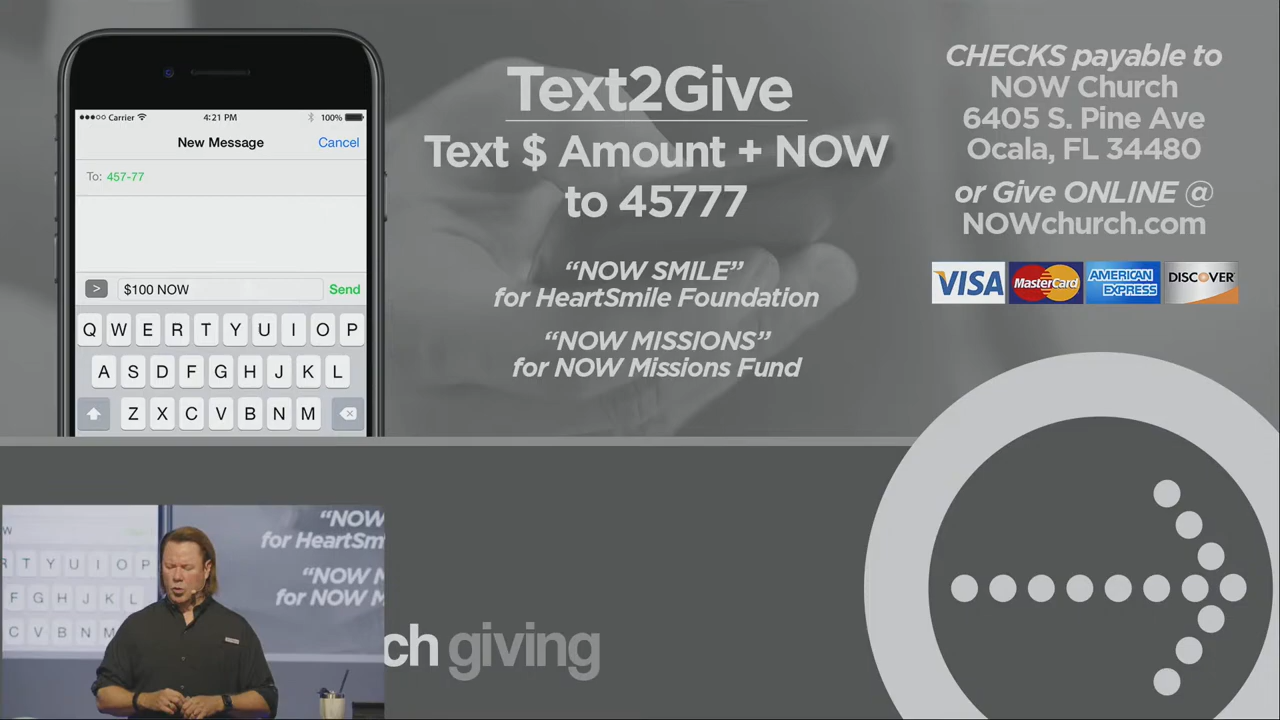 ●●●○○ Carrier 4:21 PM 100%
New Message Cancel
To: 457-77
> $100 NOW Send
Q W E R T Y U I O P
A S D F G H J K L
Z X C V B N M
Text2Give
Text $ Amount + NOW
to 45777
“NOW SMILE”
for HeartSmile Foundation
“NOW MISSIONS”
for NOW Missions Fund
CHECKS payable to
NOW Church
6405 S. Pine Ave
Ocala, FL 34480
or Give ONLINE @
NOWchurch.com
VISA MasterCard AMERICAN EXPRESS DISCOVER
“NOW
for HeartSm
“NOW M
for NOW M
T Y U I O P
F G H J K L
C V B N M
ch giving